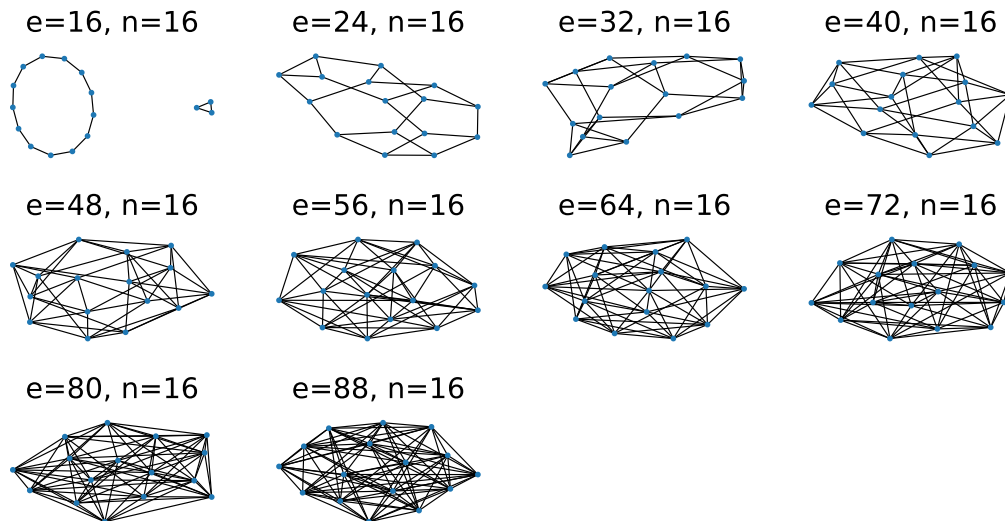 e=16, n=16
e=24, n=16
e=32, n=16
e=40, n=16
e=48, n=16
e=56, n=16
e=64, n=16
e=72, n=16
e=80, n=16
e=88, n=16